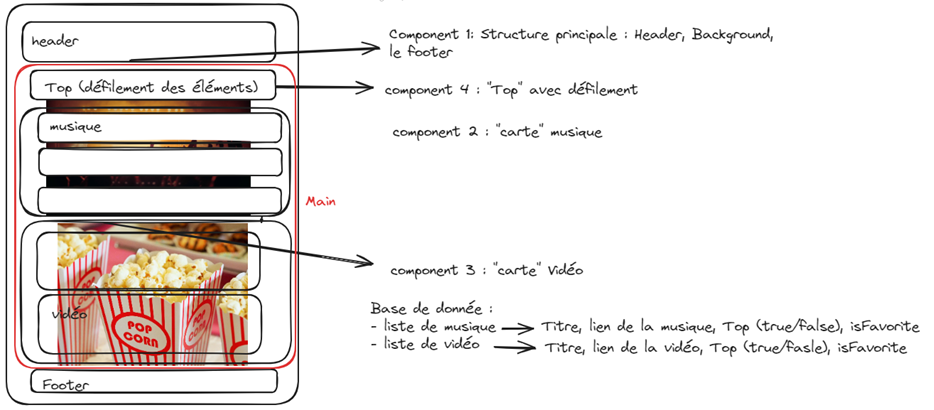 header
Component 1: Structure principale : Header, Background,
le footer
Top (défilement des éléments)
component 4 : "Top" avec défilement
musique
component 2 : "carte" musique
Main
component 3 : "carte" Vidéo
vidéo
POP
CORN
Base de donnée :
- liste de musique → Titre, lien de la musique, Top (true/false), isFavorite
- liste de vidéo → Titre, lien de la vidéo, Top (true/fasle), isFavorite
Footer